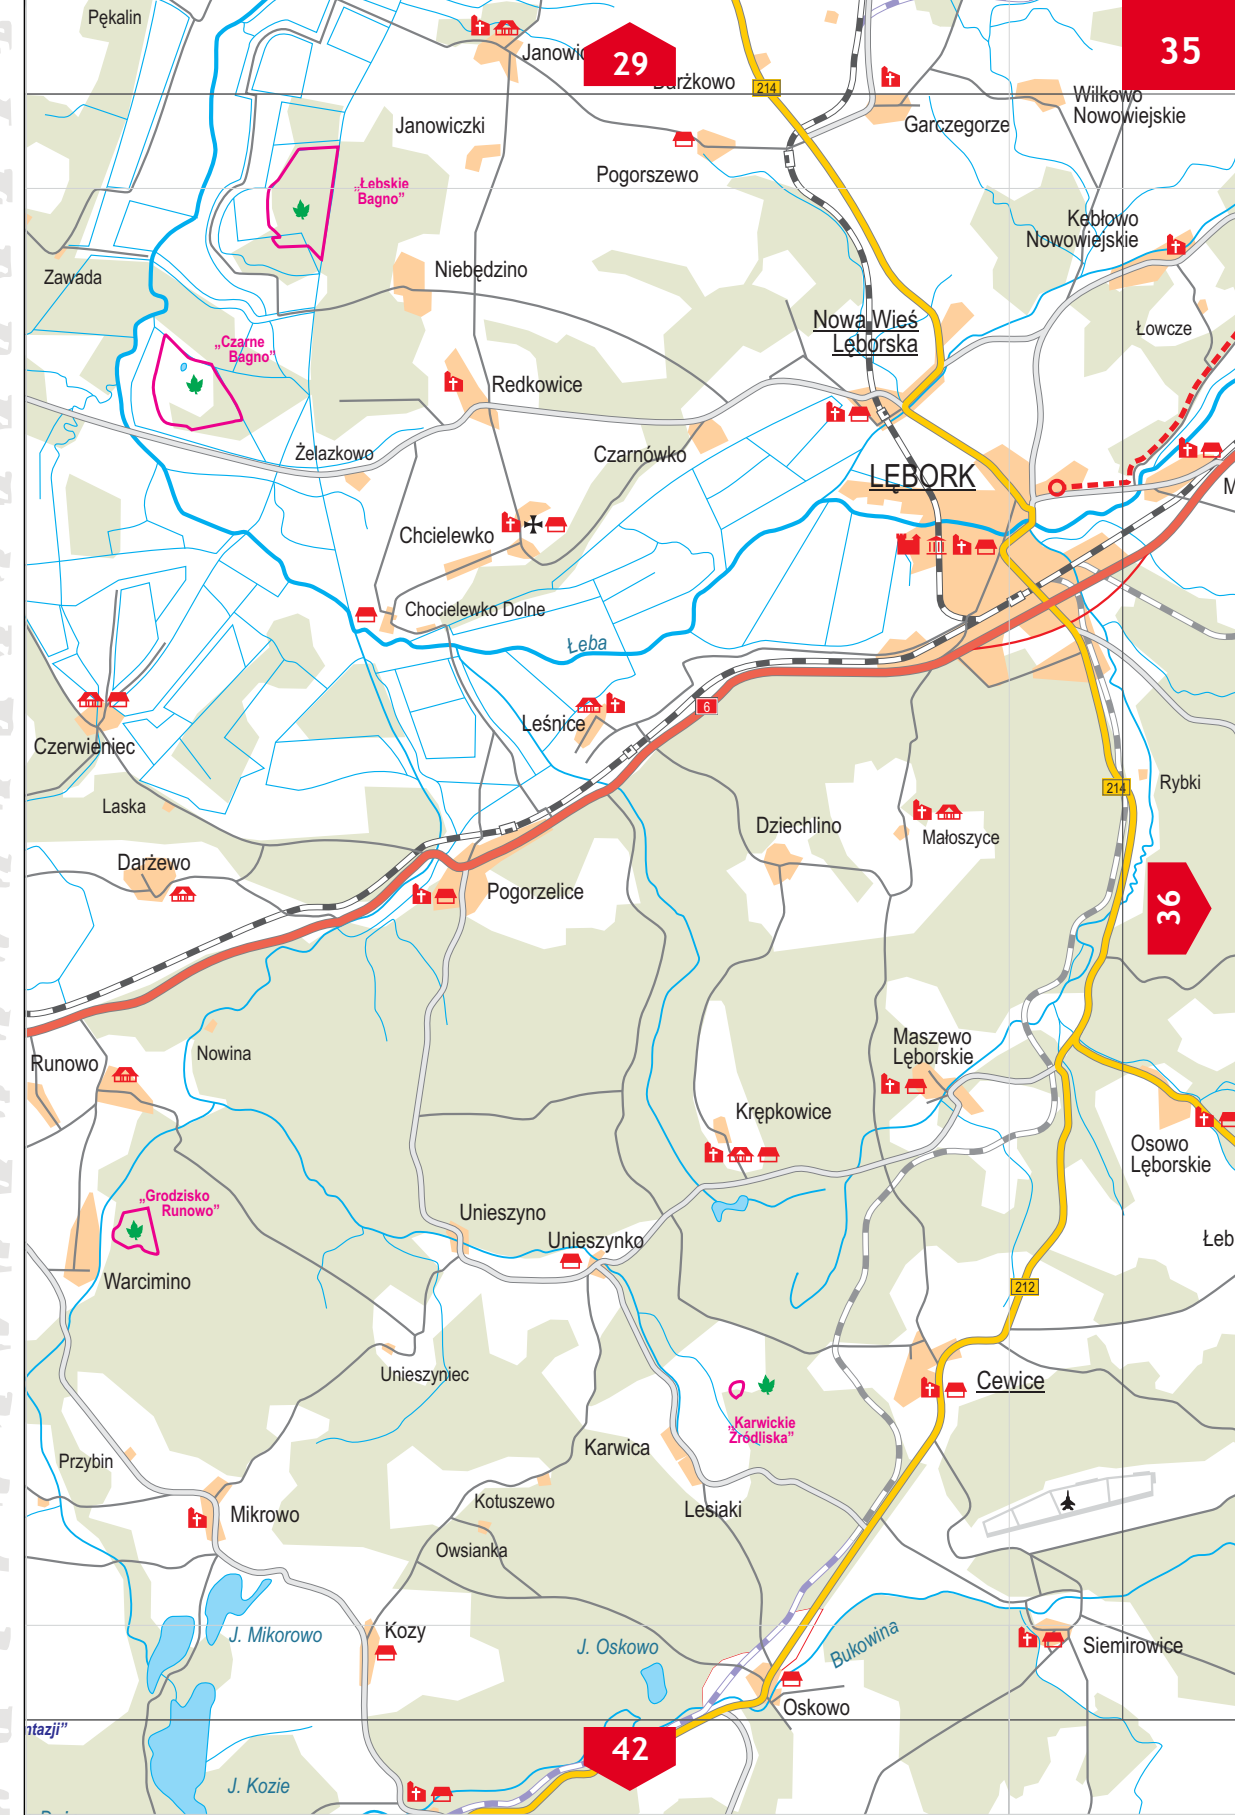 Pękalin
29
35
214
Wilkowo
Nowowiejskie
Janowiczki
Garczegorze
Pogorszewo
„Łebskie
Bagno”
Kębłowo
Nowowiejskie
Zawada
Niebędzino
Nowa Wieś
Lęborska
Łowcze
„Czarne
Bagno”
Redkowice
Żelazkowo
Czarnówko
LĘBORK
M
Chcielewko
Chocielewko Dolne
Łeba
6
Leśnice
Czerwieniec
Rybki
214
Laska
Dziechlino
Małoszyce
Darżewo
Pogorzelice
36
Maszewo
Lęborskie
Nowina
Runowo
Krępkowice
Osowo
Lęborskie
„Grodzisko
Runowo”
Unieszyno
Unieszynko
Łeb
Warcimino
212
Unieszyniec
Cewice
„Karwickie
Źródliska”
Karwica
Przybin
Kotuszewo
Mikrowo
Lesiaki
Owsianka
J. Mikorowo
Kozy
J. Oskowo
Bukowina
Siemirowice
Oskowo
ntazji”
42
J. Kozie